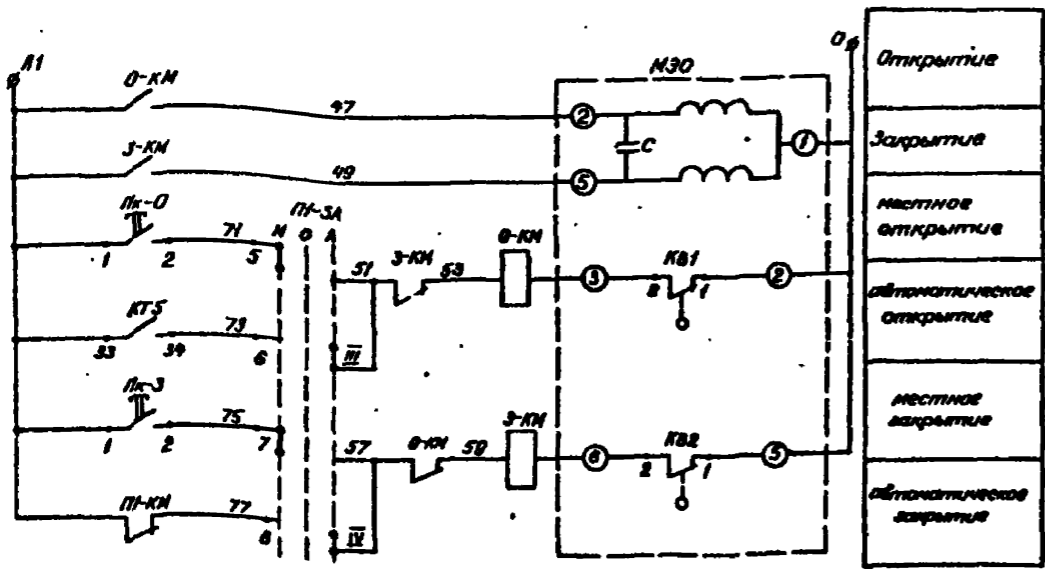 Л1
О-КМ
47
МЭО
О
Открытие
2
С
1
З-КМ
49
5
Закрытие
Пк-О
1 2 71 5
М О А
П1-SA
местное открытие
51
З-КМ
53
О-КМ
3
КВ1
2 1
2
автоматическое открытие
КТ5
33 34 73 6
III
Пк-З
1 2 75 7
местное закрытие
57
О-КМ
59
З-КМ
6
КВ2
2 1
5
П1-КМ
77
8
IV
автоматическое закрытие